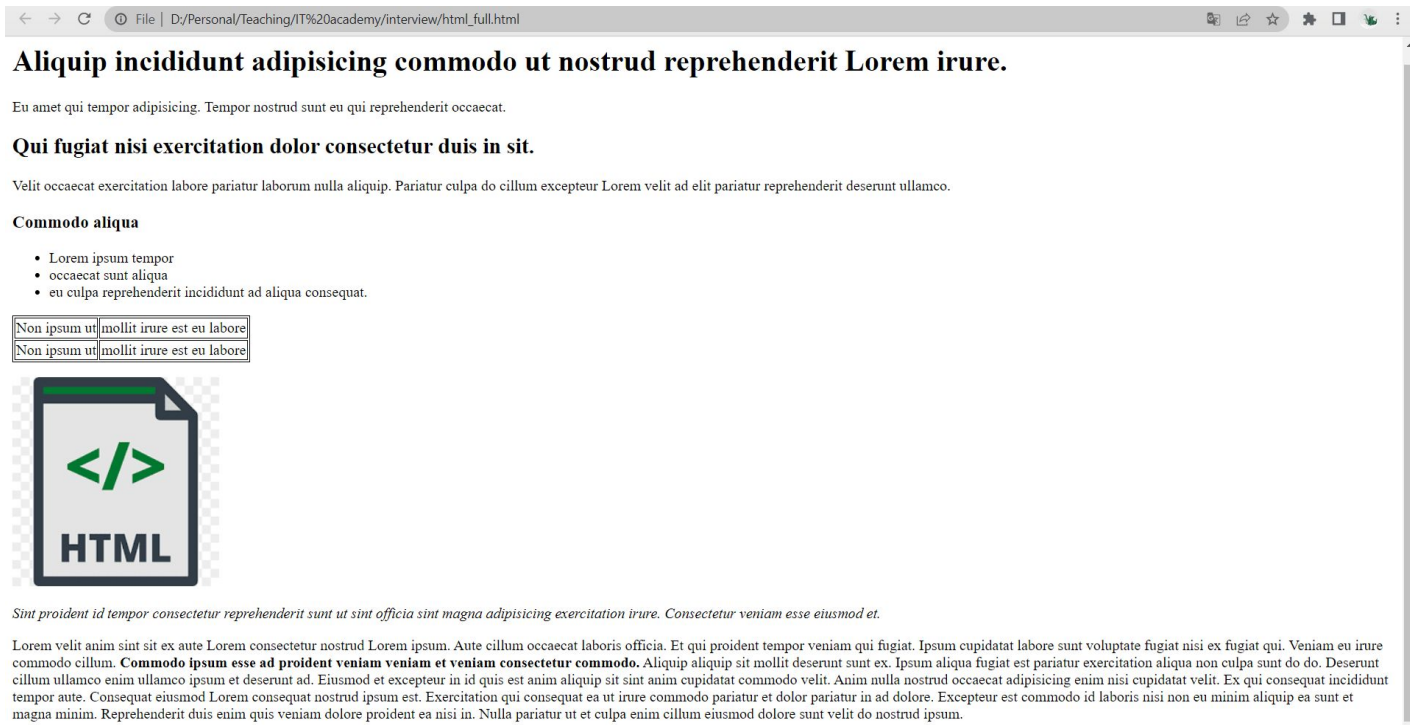 File | D:/Personal/Teaching/IT%20academy/interview/html_full.html
Aliquip incididunt adipisicing commodo ut nostrud reprehenderit Lorem irure.
Eu amet qui tempor adipisicing. Tempor nostrud sunt eu qui reprehenderit occaecat.
Qui fugiat nisi exercitation dolor consectetur duis in sit.
Velit occaecat exercitation labore pariatur laborum nulla aliquip. Pariatur culpa do cillum excepteur Lorem velit ad elit pariatur reprehenderit deserunt ullamco.
Commodo aliqua
• Lorem ipsum tempor
• occaecat sunt aliqua
• eu culpa reprehenderit incididunt ad aliqua consequat.
Non ipsum ut mollit irure est eu labore
Non ipsum ut mollit irure est eu labore
</>
HTML
Sint proident id tempor consectetur reprehenderit sunt ut sint officia sint magna adipisicing exercitation irure. Consectetur veniam esse eiusmod et.
Lorem velit anim sint sit ex aute Lorem consectetur nostrud Lorem ipsum. Aute cillum occaecat laboris officia. Et qui proident tempor veniam qui fugiat. Ipsum cupidatat labore sunt voluptate fugiat nisi ex fugiat qui. Veniam eu irure
commodo cillum. Commodo ipsum esse ad proident veniam veniam et veniam consectetur commodo. Aliquip aliquip sit mollit deserunt sunt ex. Ipsum aliqua fugiat est pariatur exercitation aliqua non culpa sunt do do. Deserunt
cillum ullamco enim ullamco ipsum et deserunt ad. Eiusmod et excepteur in id quis est anim aliquip sit sint anim cupidatat commodo velit. Anim nulla nostrud occaecat adipisicing enim nisi cupidatat velit. Ex qui consequat incididunt
tempor aute. Consequat eiusmod Lorem consequat nostrud ipsum est. Exercitation qui consequat ea ut irure commodo pariatur et dolor pariatur in ad dolore. Excepteur est commodo id laboris nisi non eu minim aliquip ea sunt et
magna minim. Reprehenderit duis enim quis veniam dolore proident ea nisi in. Nulla pariatur ut et culpa enim cillum eiusmod dolore sunt velit do nostrud ipsum.